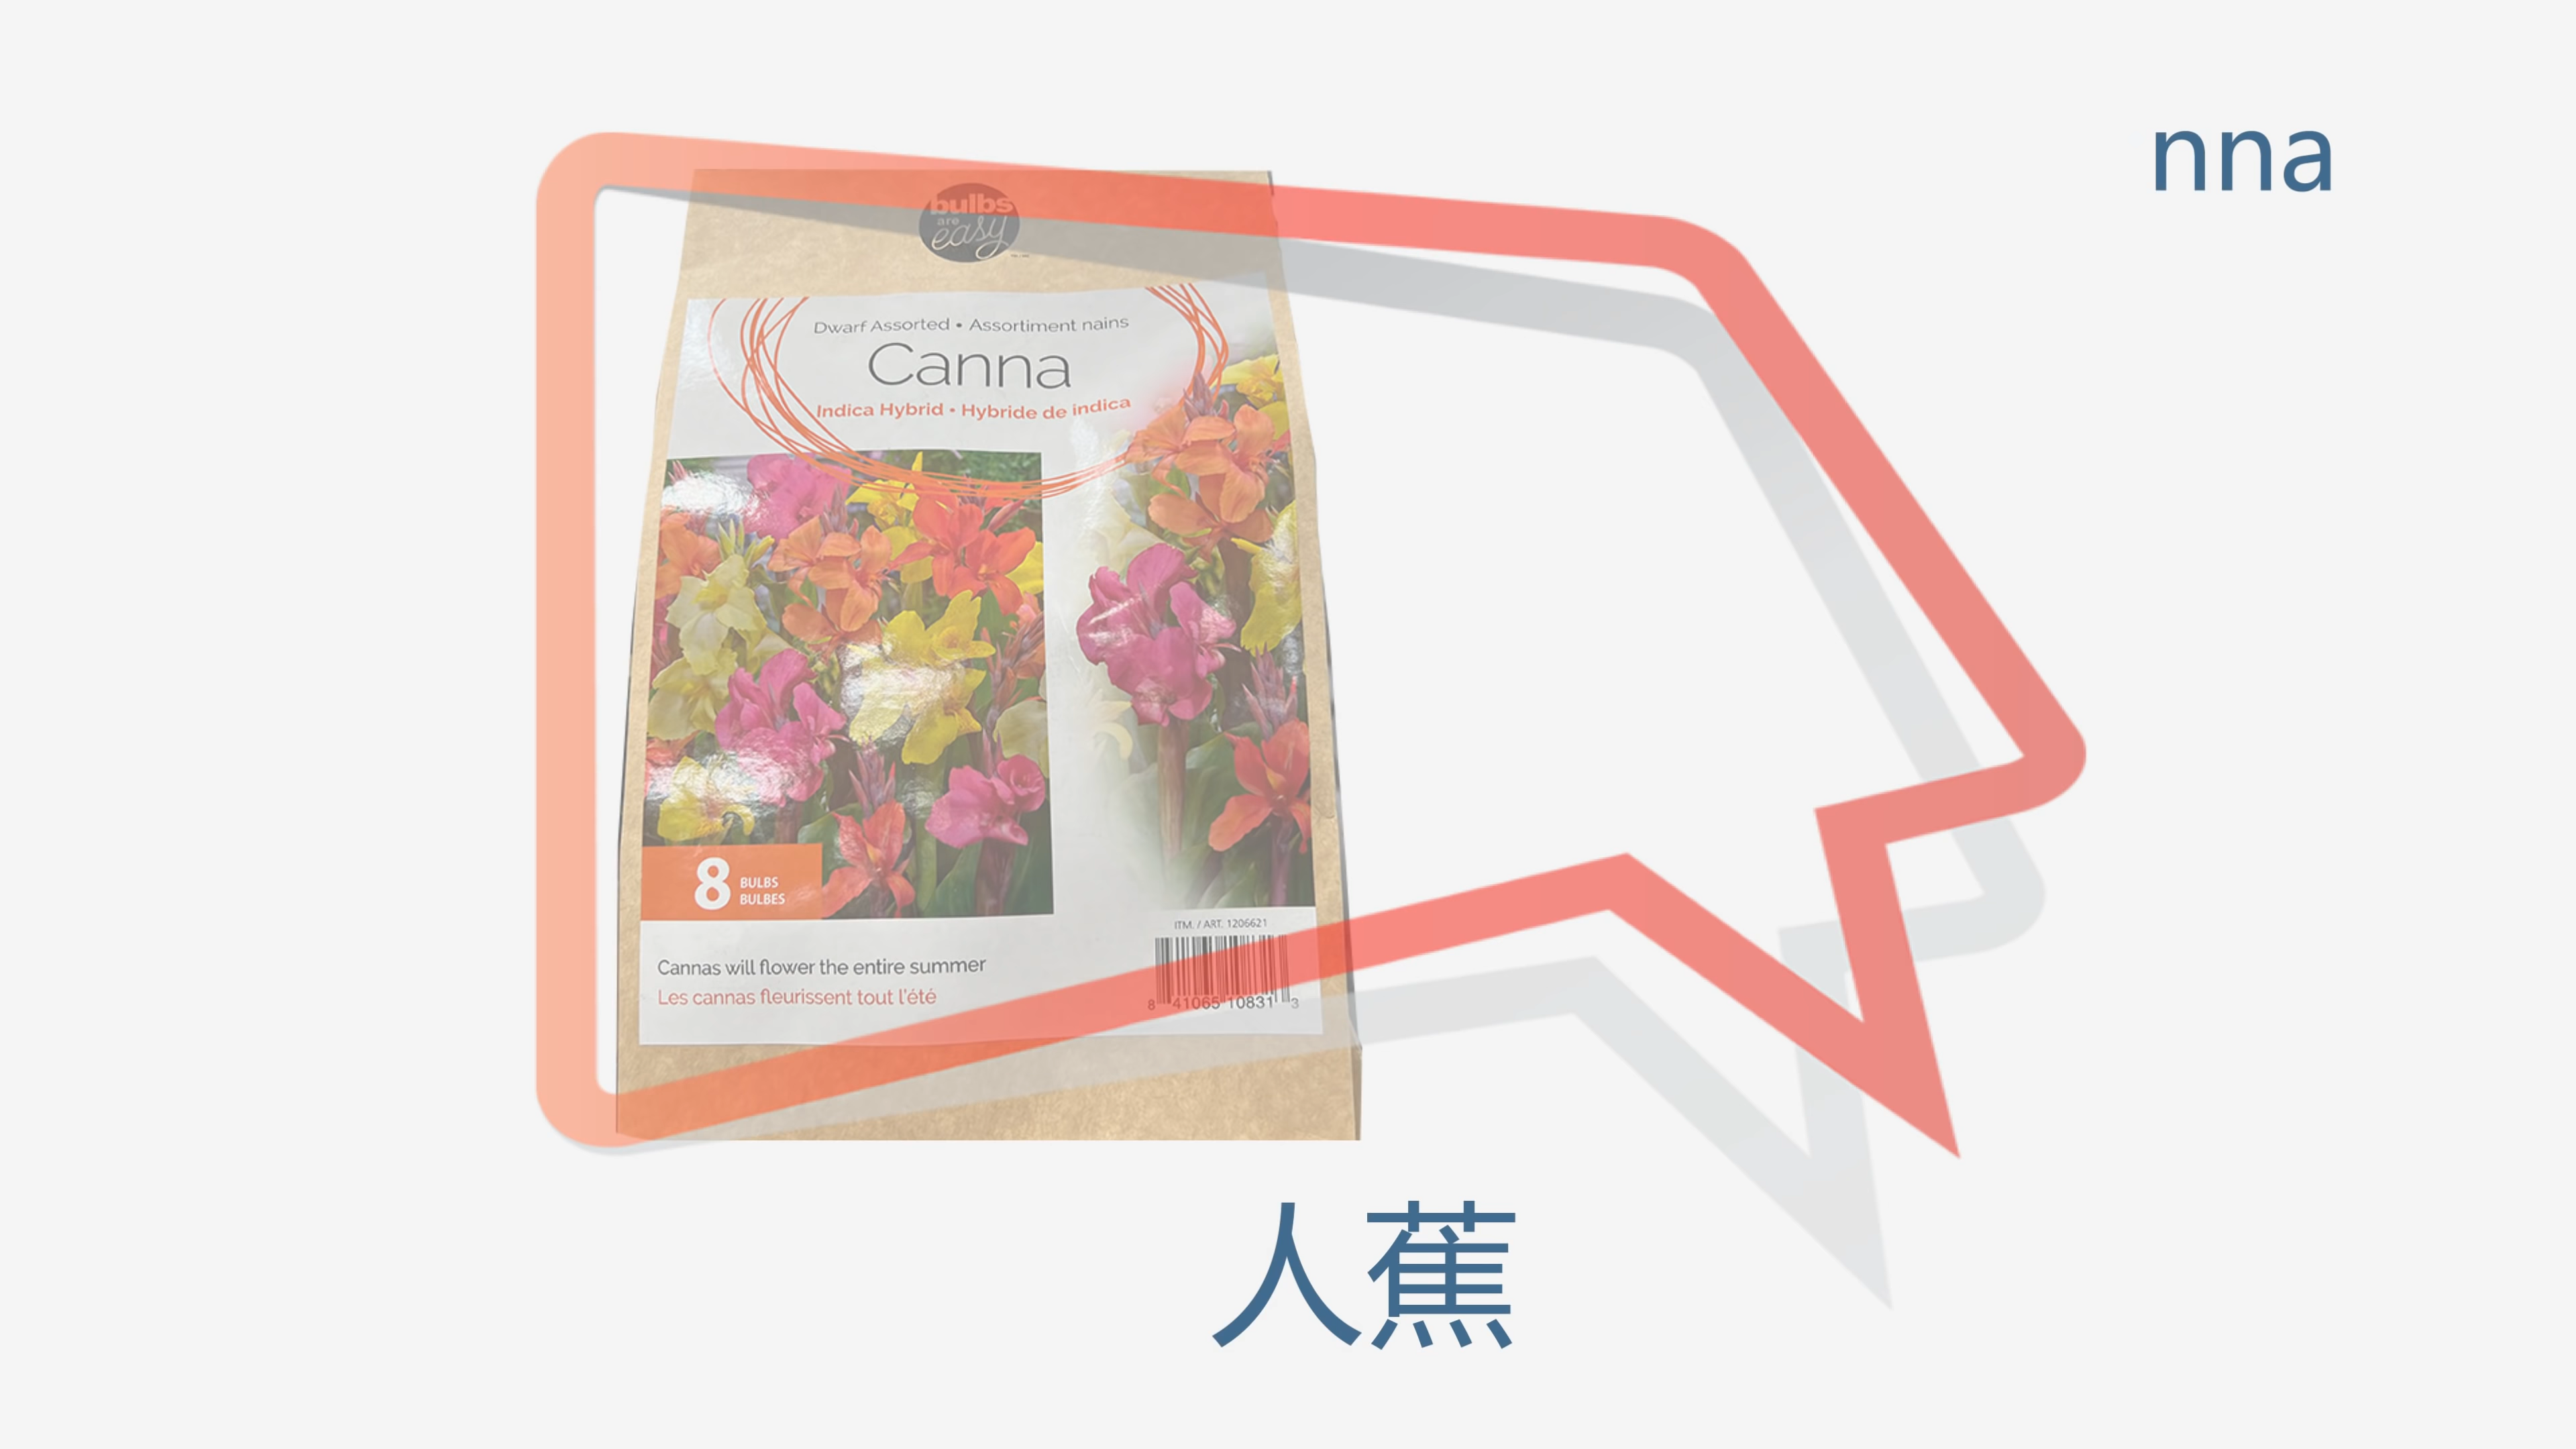 nna
bulbs
are
easy
Dwarf Assorted • Assortiment nains
Canna
Indica Hybrid • Hybride de indica
8 BULBS
BULBES
ITM. / ART. 1206621
Cannas will flower the entire summer
Les cannas fleurissent tout l'été
8 41065 10831 3
人蕉